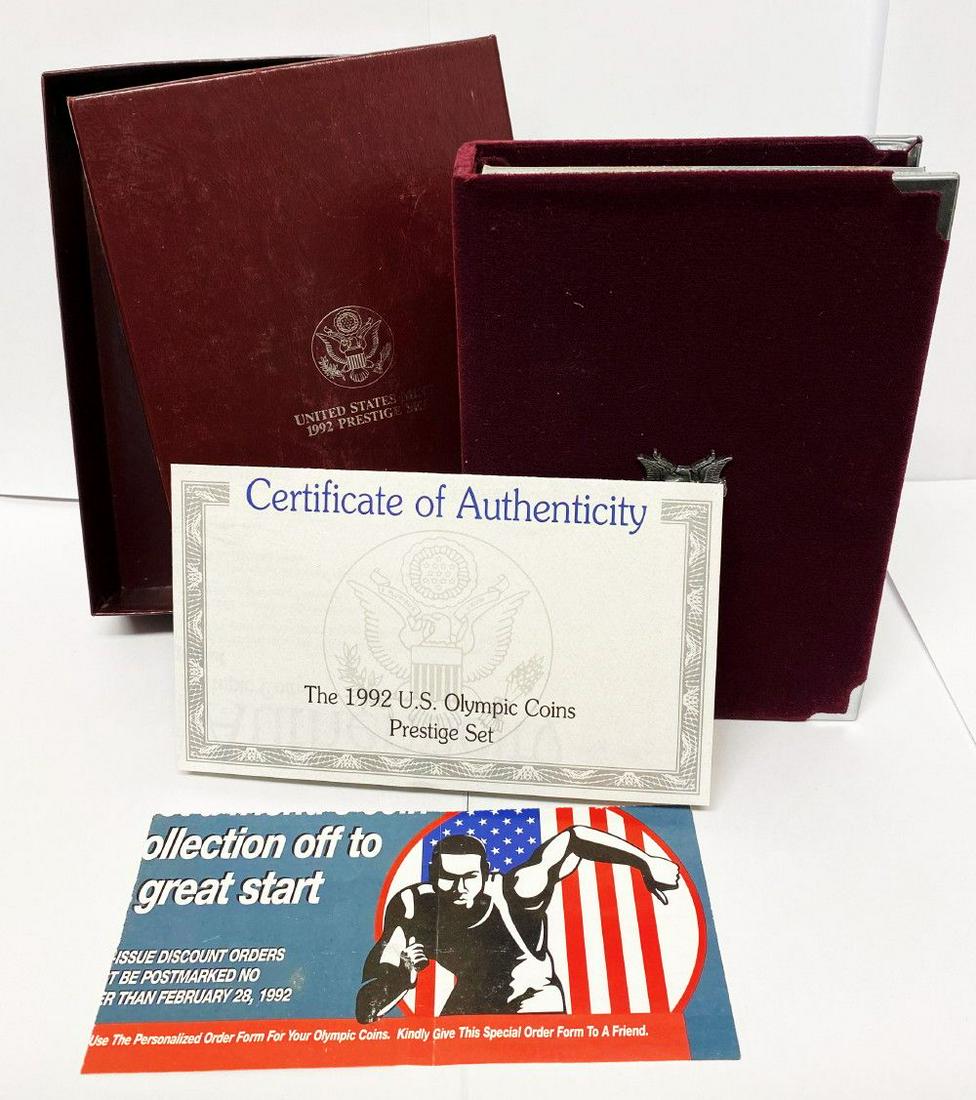 UNITED STATES MINT
1992 PRESTIGE SET
Certificate of Authenticity
The 1992 U.S. Olympic Coins
Prestige Set
ollection off to
great start
-ISSUE DISCOUNT ORDERS
T BE POSTMARKED NO
ER THAN FEBRUARY 28, 1992
Use The Personalized Order Form For Your Olympic Coins. Kindly Give This Special Order Form To A Friend.